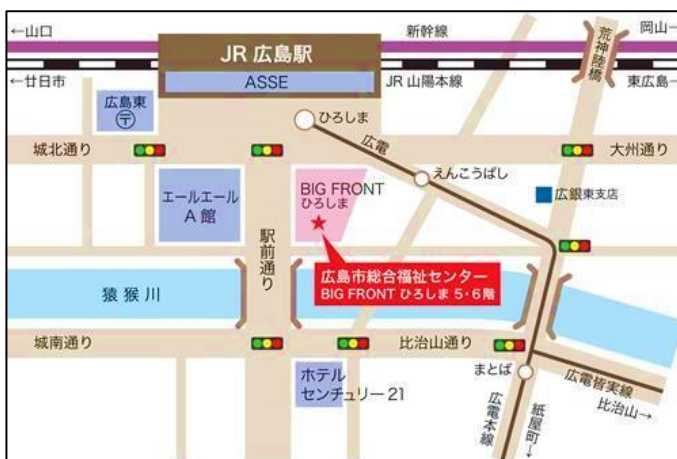 ←山口
新幹線
岡山→
JR 広島駅
荒神陸橋
←廿日市
ASSE
JR 山陽本線
東広島→
広島東
〒
ひろしま
城北通り
広電
大州通り
えんこうばし
エールエール
A 館
BIG FRONT
ひろしま
広銀東支店
駅前通り
広島市総合福祉センター
BIG FRONT ひろしま 5・6 階
猿猴川
城南通り
比治山通り
まとば
ホテル
センチュリー 21
広電皆実線
比治山→
広電本線
紙屋町→